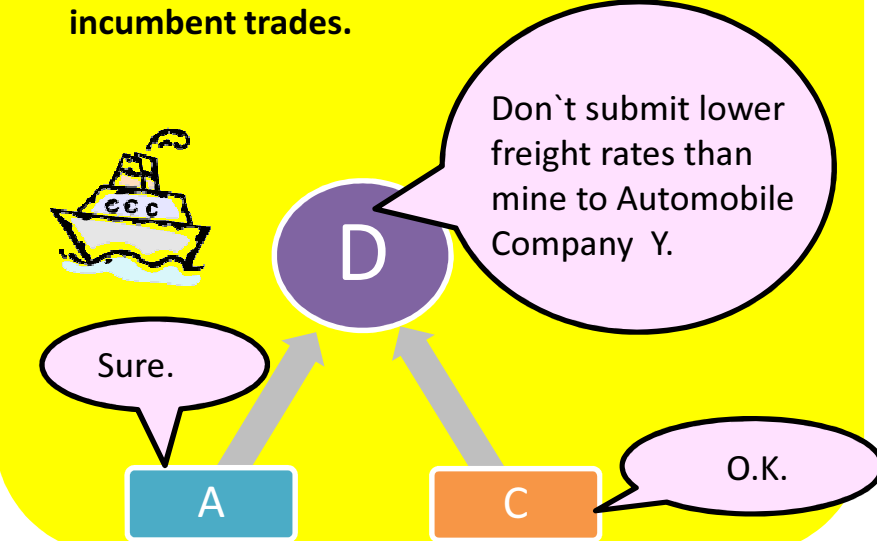 incumbent trades.
Don`t submit lower
freight rates than
mine to Automobile
Company  Y.
D
Sure.
O.K.
A
C